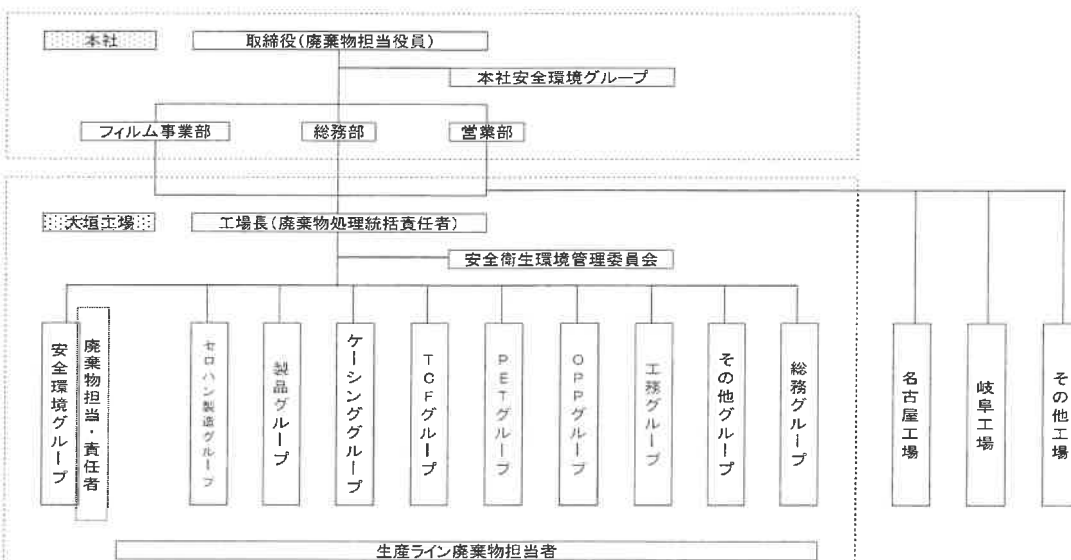 本社
取締役(廃棄物担当役員)
本社安全環境グループ
フィルム事業部
総務部
営業部
大垣工場
工場長(廃棄物処理統括責任者)
安全衛生環境管理委員会
安全環境グループ
廃棄物担当・責任者
セロハン製造グループ
製品グループ
ケーシンググループ
TCFグループ
PETグループ
OPPグループ
工務グループ
その他グループ
総務グループ
名古屋工場
岐阜工場
その他工場
生産ライン廃棄物担当者